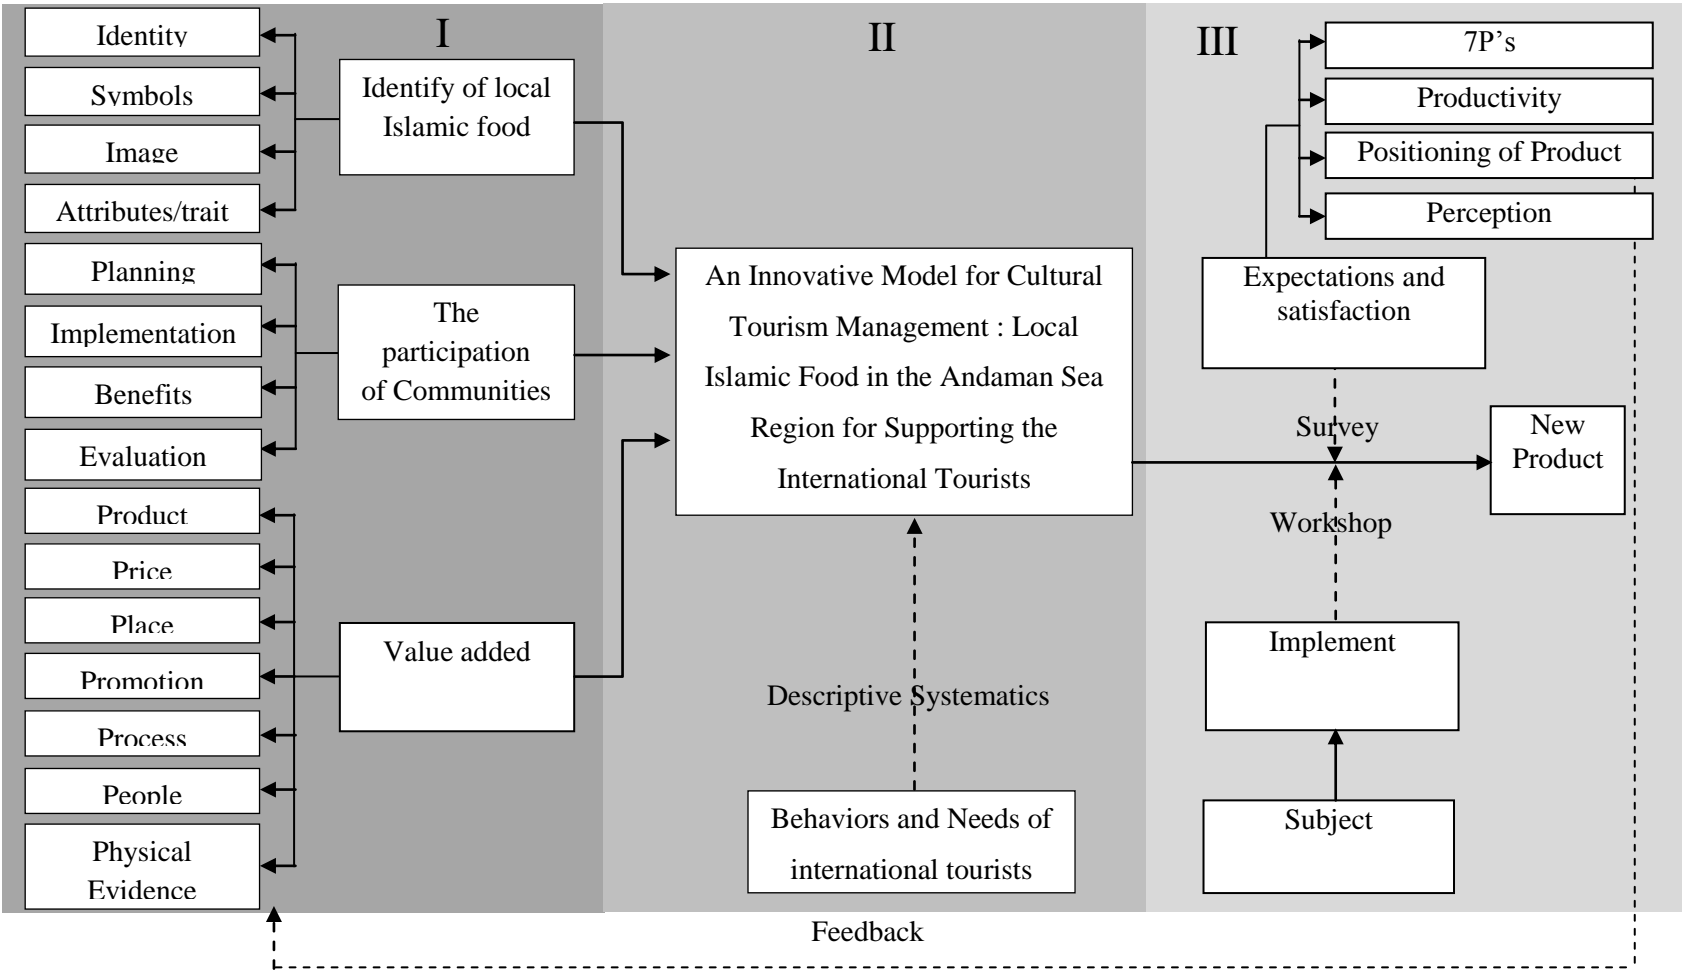 I
Identity
Symbols
Image
Attributes/trait
Identify of local
Islamic food
Planning
Implementation
Benefits
Evaluation
The
participation
of Communities
Product
Price
Place
Promotion
Process
People
Physical
Evidence
Value added
II
An Innovative Model for Cultural
Tourism Management : Local
Islamic Food in the Andaman Sea
Region for Supporting the
International Tourists
Descriptive Systematics
Behaviors and Needs of
international tourists
III
7P’s
Productivity
Positioning of Product
Perception
Expectations and
satisfaction
Survey
New
Product
Workshop
Implement
Subject
Feedback